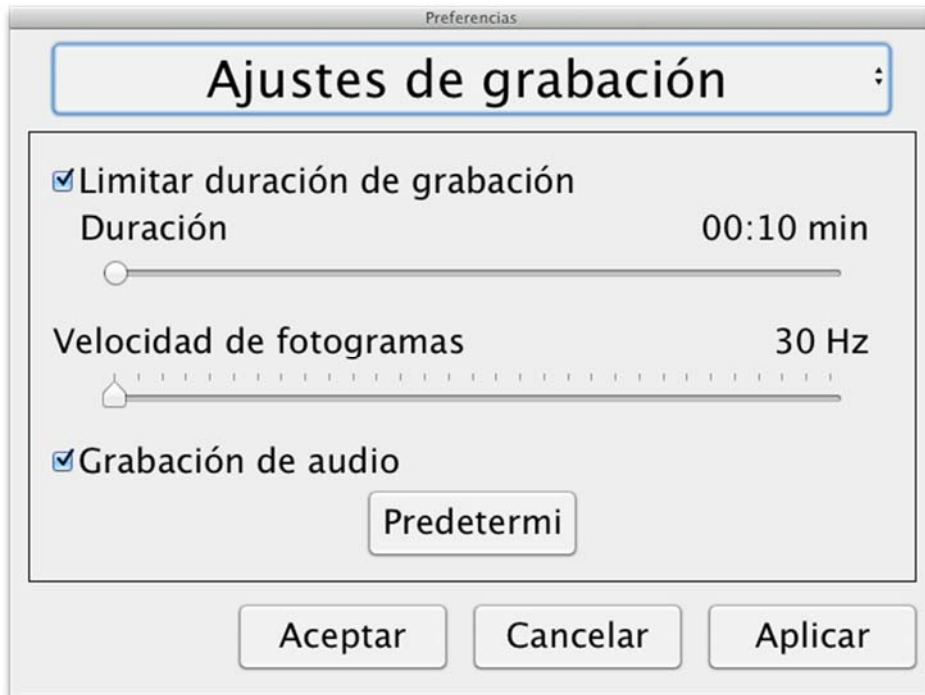 Preferencias
Ajustes de grabación
Limitar duración de grabación
Duración 00:10 min
Velocidad de fotogramas 30 Hz
Grabación de audio
Predetermi
Aceptar Cancelar Aplicar